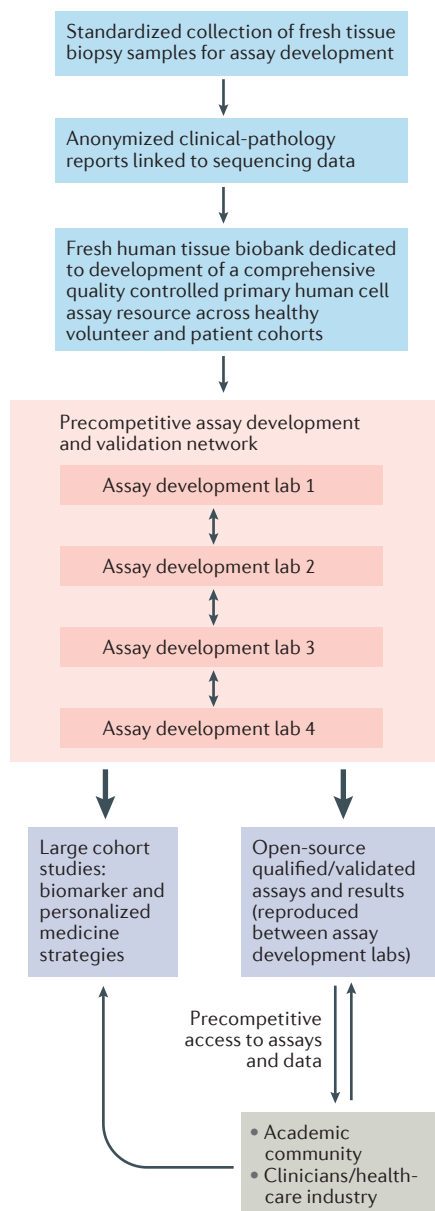 Standardized collection of fresh tissue
biopsy samples for assay development
Anonymized clinical-pathology
reports linked to sequencing data
Fresh human tissue biobank dedicated
to development of a comprehensive
quality controlled primary human cell
assay resource across healthy
volunteer and patient cohorts
Precompetitive assay development
and validation network
Assay development lab 1
Assay development lab 2
Assay development lab 3
Assay development lab 4
Large cohort
studies:
biomarker and
personalized
medicine
strategies
Open-source
qualified/validated
assays and results
(reproduced
between assay
development labs)
Precompetitive
access to assays
and data
• Academic
community
• Clinicians/health-
care industry